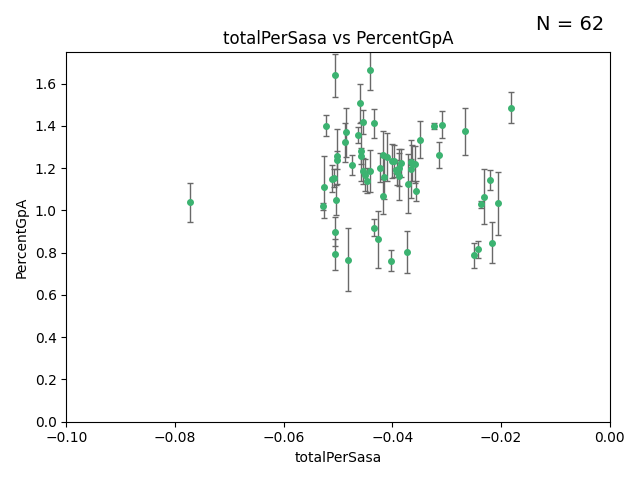 N = 62
totalPerSasa vs PercentGpA
PercentGpA
1.6
1.4
1.2
1.0
0.8
0.6
0.4
0.2
0.0
−0.10 −0.08 −0.06 −0.04 −0.02 0.00
totalPerSasa